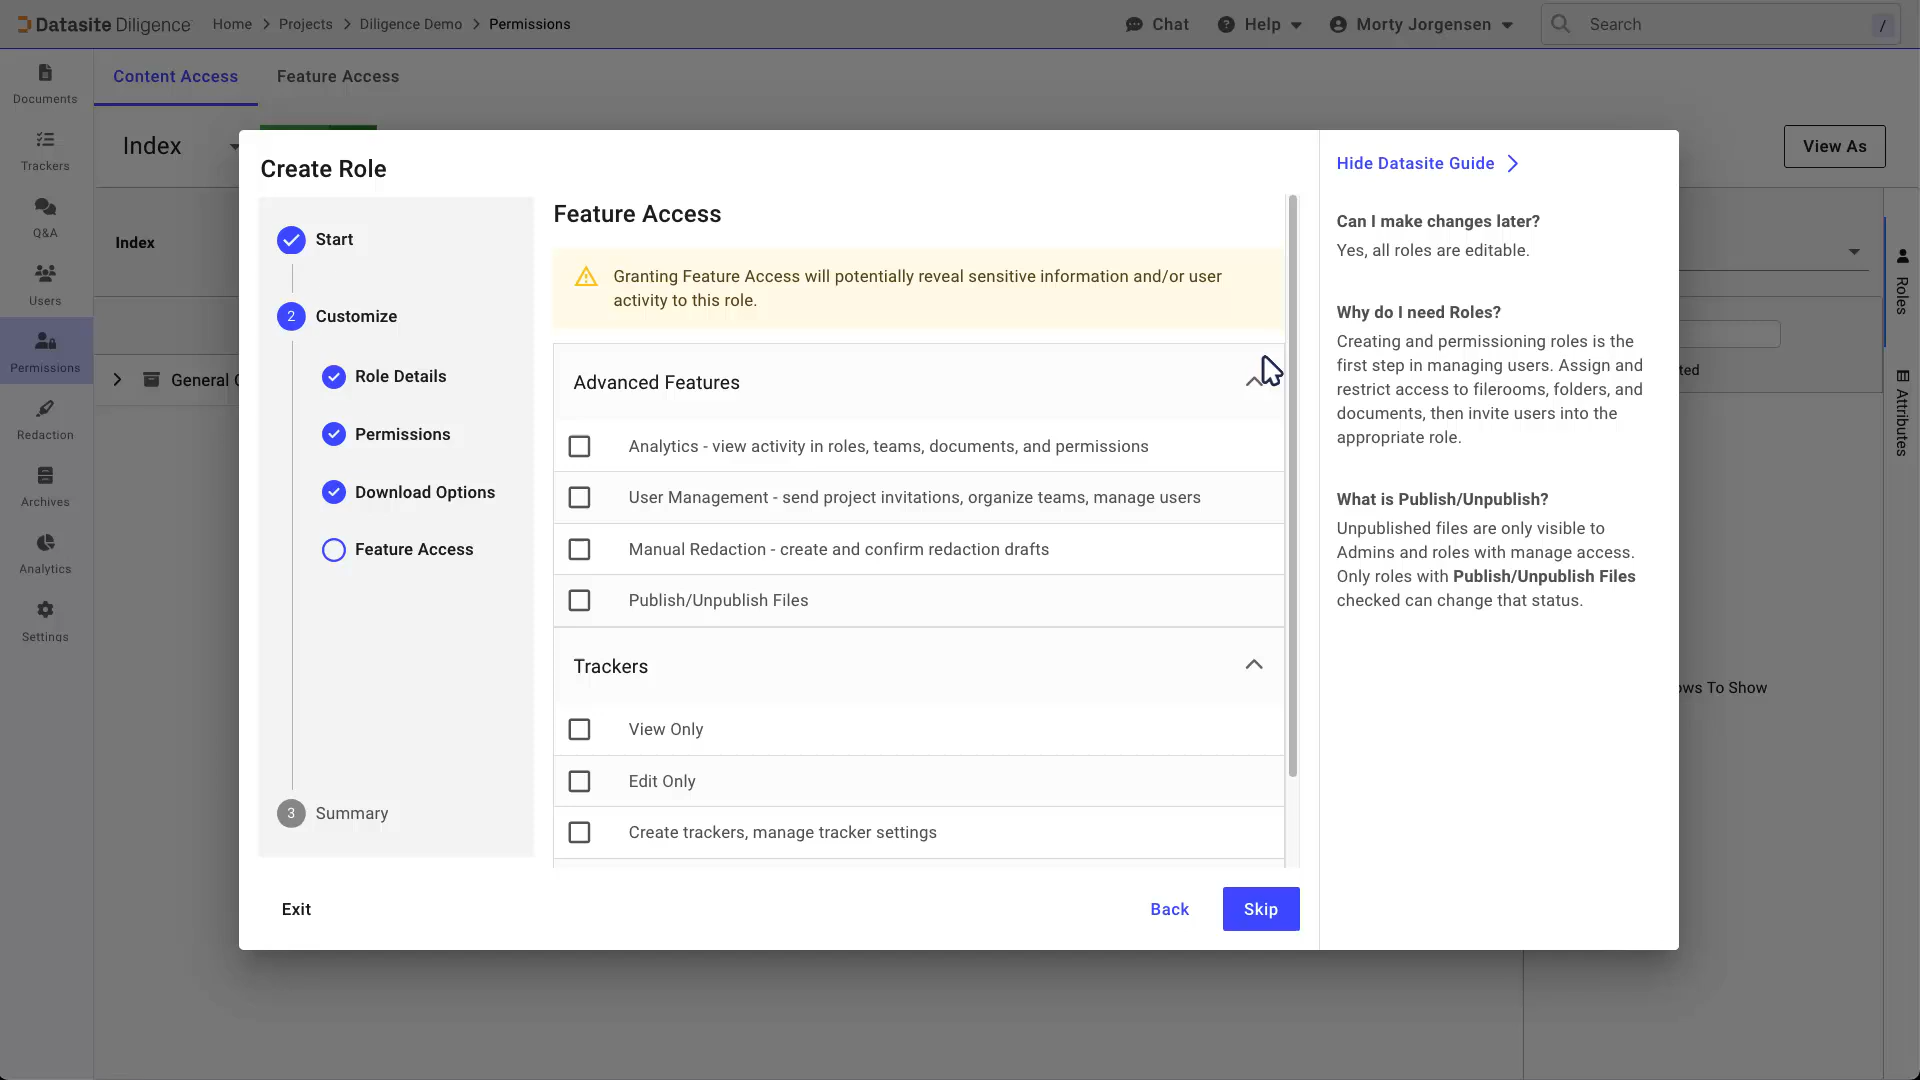 Datasite Diligence
Home > Projects > Diligence Demo > Permissions
Chat
Help
Morty Jorgensen
Search
/
Documents
Trackers
Q&A
Users
Permissions
Redaction
Archives
Analytics
Settings
Content Access
Feature Access
Index
View As
Index
General
Roles
Attributes
To Show
Create Role
Start
2
Customize
Role Details
Permissions
Download Options
Feature Access
3
Summary
Feature Access
Granting Feature Access will potentially reveal sensitive information and/or user
activity to this role.
Advanced Features
Analytics - view activity in roles, teams, documents, and permissions
User Management - send project invitations, organize teams, manage users
Manual Redaction - create and confirm redaction drafts
Publish/Unpublish Files
Trackers
View Only
Edit Only
Create trackers, manage tracker settings
Exit
Back
Skip
Hide Datasite Guide
Can I make changes later?
Yes, all roles are editable.
Why do I need Roles?
Creating and permissioning roles is the
first step in managing users. Assign and
restrict access to filerooms, folders, and
documents, then invite users into the
appropriate role.
What is Publish/Unpublish?
Unpublished files are only visible to
Admins and roles with manage access.
Only roles with Publish/Unpublish Files
checked can change that status.